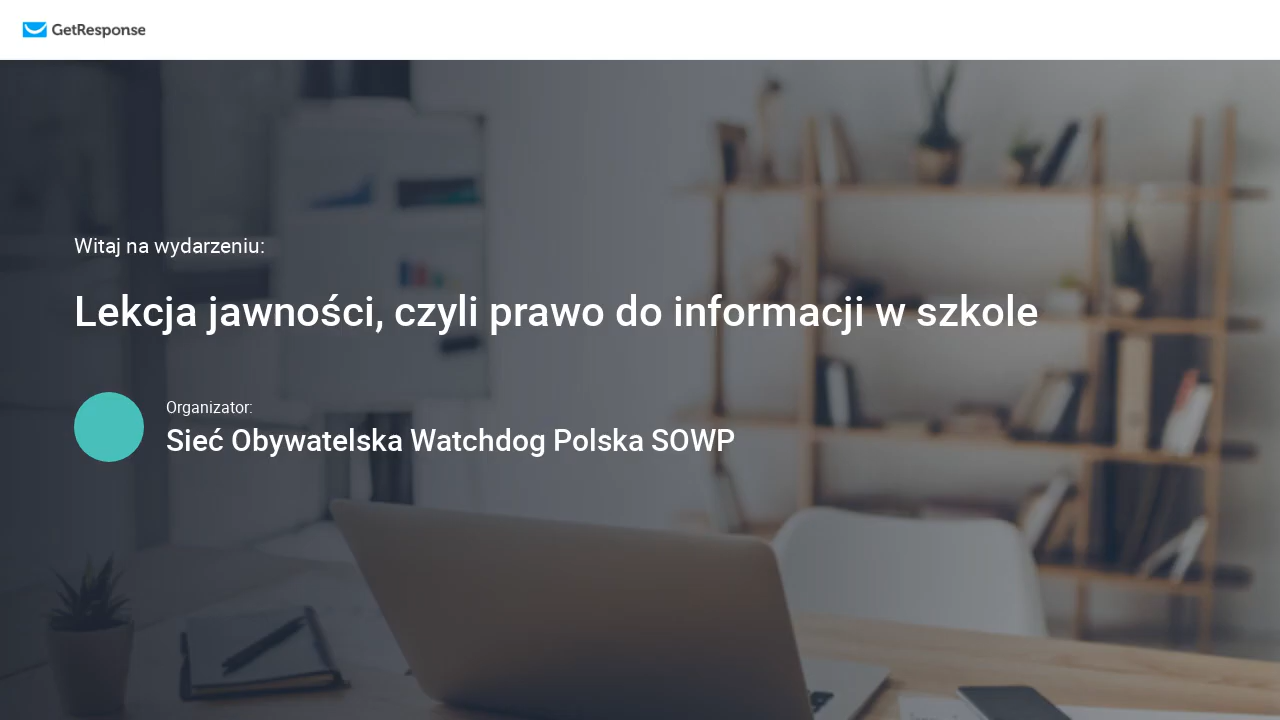 GetResponse
Witaj na wydarzeniu:
Lekcja jawności, czyli prawo do informacji w szkole
Organizator:
Sieć Obywatelska Watchdog Polska SOWP